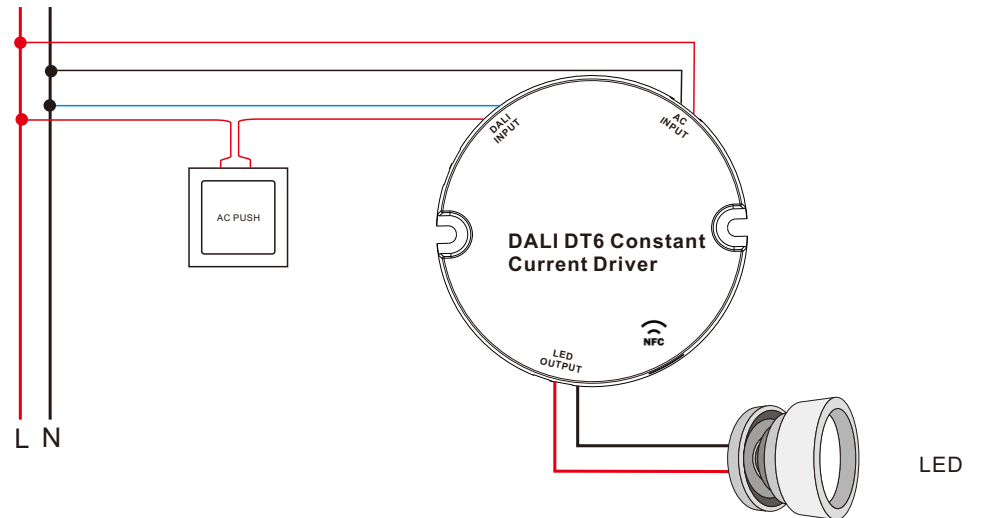 DALI
INPUT
AC
INPUT
AC PUSH
DALI DT6 Constant
Current Driver
NFC
LED
OUTPUT
L N
LED